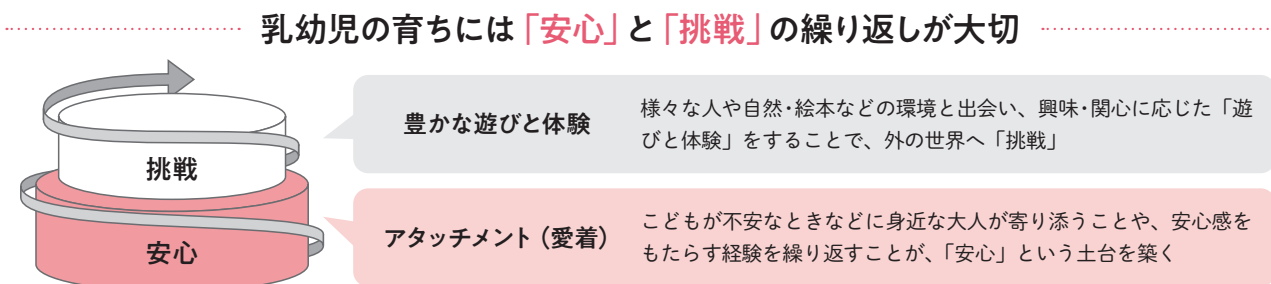 乳幼児の育ちには「安心」と「挑戦」の繰り返しが大切
挑戦
豊かな遊びと体験
様々な人や自然・絵本などの環境と出会い、興味・関心に応じた「遊
びと体験」をすることで、外の世界へ「挑戦」
安心
アタッチメント（愛着）
こどもが不安なときなどに身近な大人が寄り添うことや、安心感を
もたらす経験を繰り返すことが、「安心」という土台を築く